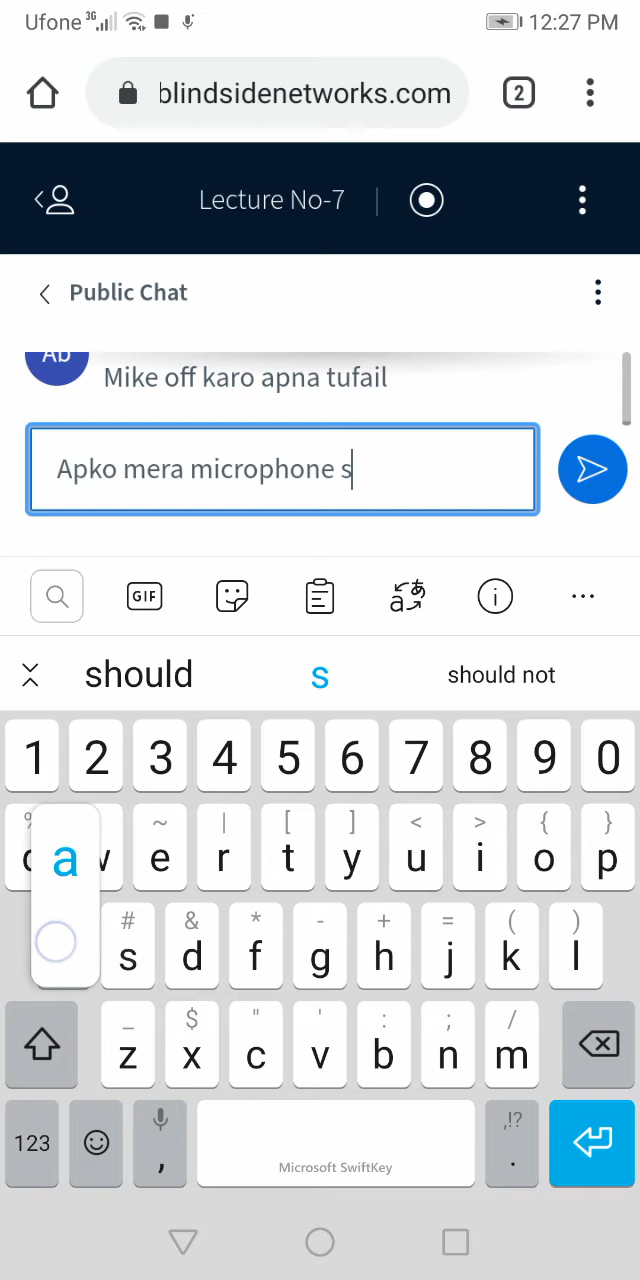 Ufone 3G 12:27 PM
blindsidenetworks.com 2
Lecture No-7
Public Chat
Ab
Mike off karo apna tufail
Apko mera microphone s
GIF
should s should not
1 2 3 4 5 6 7 8 9 0
% ~ | [ ] < > { }
q w e r t y u i o p
a
# & * - + = ( )
s d f g h j k l
_ $ " ' : ; /
z x c v b n m
123 , Microsoft SwiftKey ,!? .